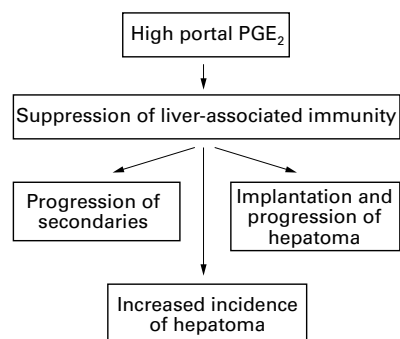 High portal PGE₂
Suppression of liver-associated immunity
Progression of
secondaries
Implantation and
progression of
hepatoma
Increased incidence
of hepatoma